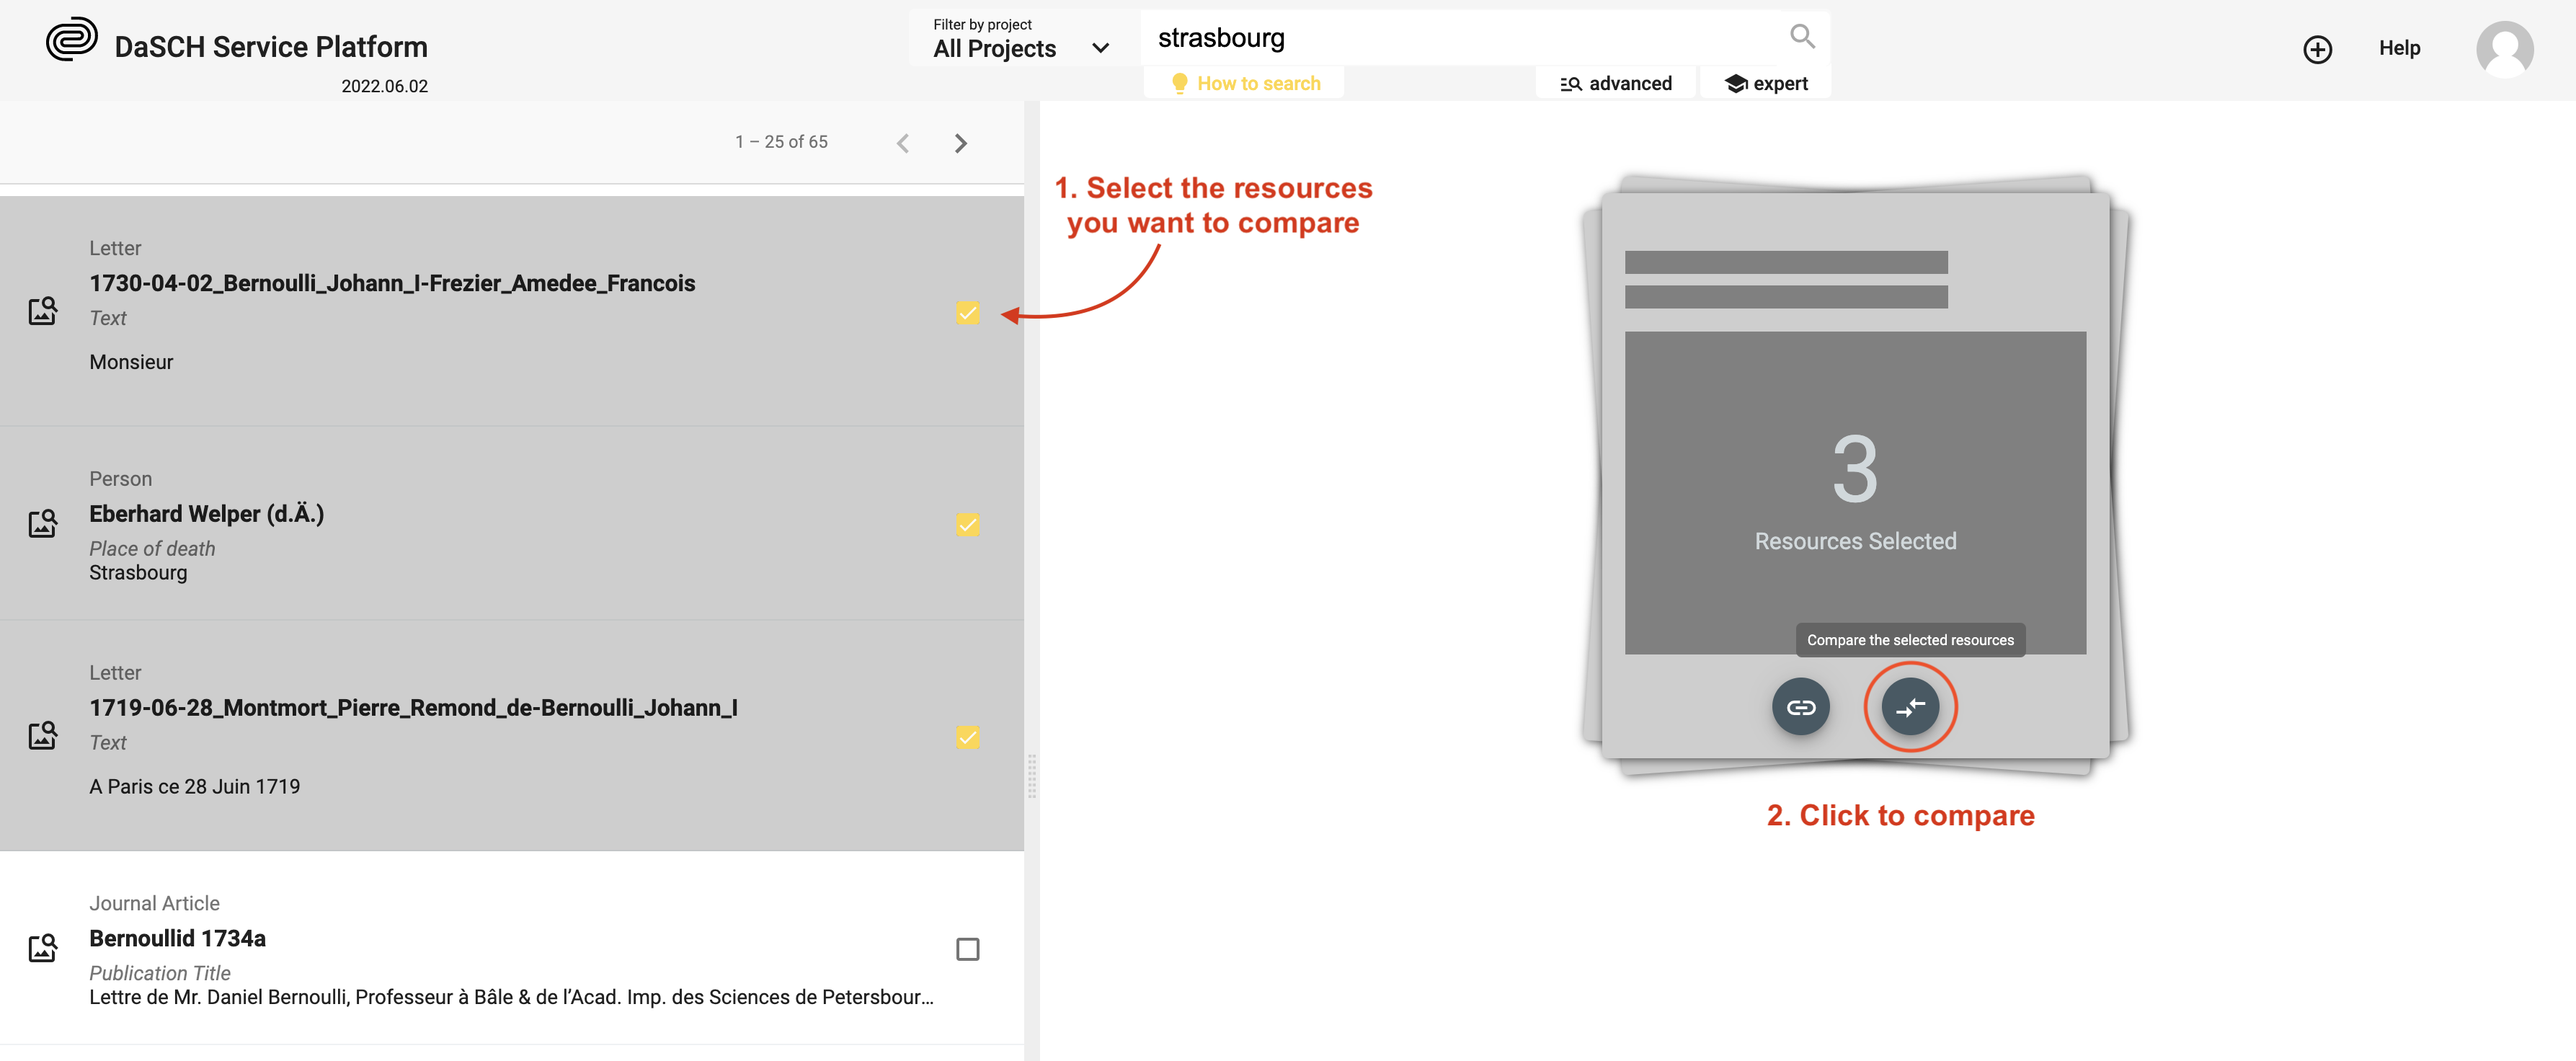 DaSCH Service Platform
2022.06.02
Filter by project
All Projects
strasbourg
How to search
advanced
expert
Help
1 – 25 of 65
1. Select the resources
you want to compare
Letter
1730-04-02_Bernoulli_Johann_I-Frezier_Amedee_Francois
Text
Monsieur
Person
Eberhard Welper (d.Ä.)
Place of death
Strasbourg
Letter
1719-06-28_Montmort_Pierre_Remond_de-Bernoulli_Johann_I
Text
A Paris ce 28 Juin 1719
Journal Article
Bernoullid 1734a
Publication Title
Lettre de Mr. Daniel Bernoulli, Professeur à Bâle & de l’Acad. Imp. des Sciences de Petersbour…
3
Resources Selected
Compare the selected resources
2. Click to compare